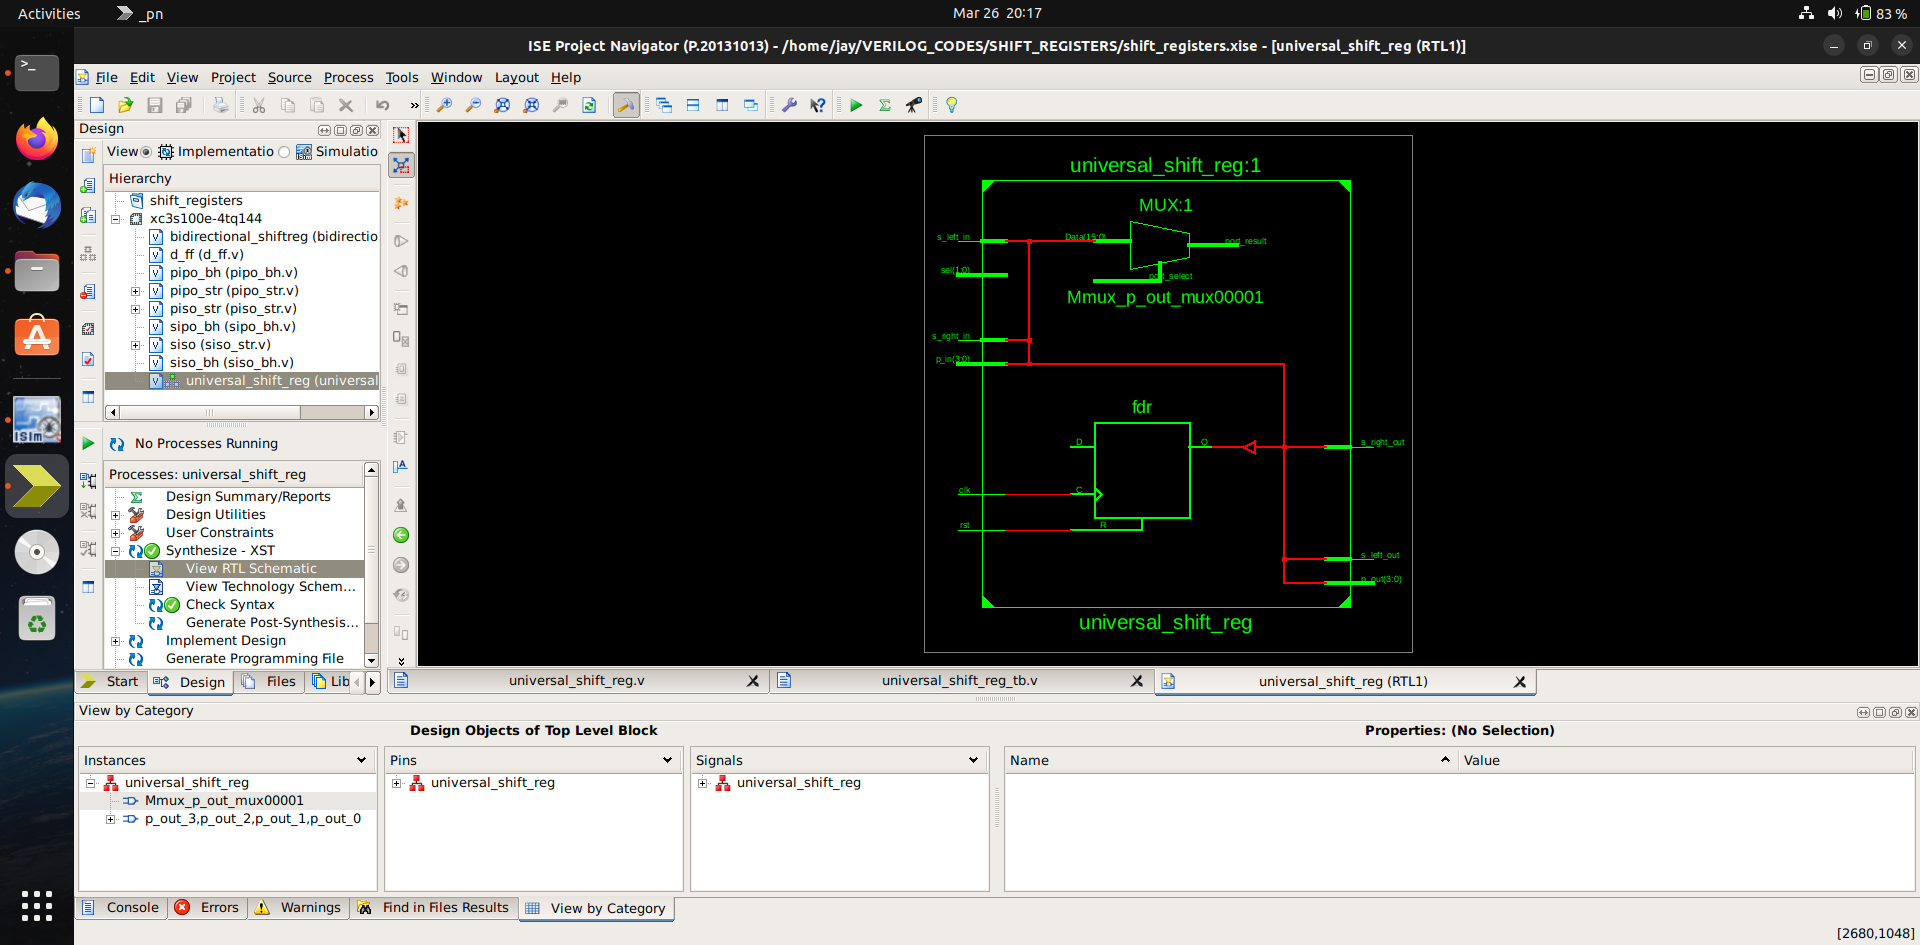 Activities
_pn
Mar 26 20:17
83 %
ISE Project Navigator (P.20131013) - /home/jay/VERILOG_CODES/SHIFT_REGISTERS/shift_registers.xise - [universal_shift_reg (RTL1)]
File Edit View Project Source Process Tools Window Layout Help
Design
View Implementatio Simulatio
Hierarchy
shift_registers
xc3s100e-4tq144
bidirectional_shiftreg (bidirectio
d_ff (d_ff.v)
pipo_bh (pipo_bh.v)
pipo_str (pipo_str.v)
piso_str (piso_str.v)
sipo_bh (sipo_bh.v)
siso (siso_str.v)
siso_bh (siso_bh.v)
universal_shift_reg (universal
No Processes Running
Processes: universal_shift_reg
Design Summary/Reports
Design Utilities
User Constraints
Synthesize - XST
View RTL Schematic
View Technology Schem...
Check Syntax
Generate Post-Synthesis...
Implement Design
Generate Programming File
Start Design Files Lib
universal_shift_reg:1
MUX:1
s_left_in
Data(15:0)
port_result
sel(1:0)
port_select
Mmux_p_out_mux00001
s_right_in
p_in(3:0)
fdr
D
Q
s_right_out
clk
C
rst
R
s_left_out
p_out(3:0)
universal_shift_reg
universal_shift_reg.v
universal_shift_reg_tb.v
universal_shift_reg (RTL1)
View by Category
Design Objects of Top Level Block
Properties: (No Selection)
Instances
universal_shift_reg
Mmux_p_out_mux00001
p_out_3,p_out_2,p_out_1,p_out_0
Pins
universal_shift_reg
Signals
universal_shift_reg
Name
Value
Console Errors Warnings Find in Files Results View by Category
[2680,1048]
ISim